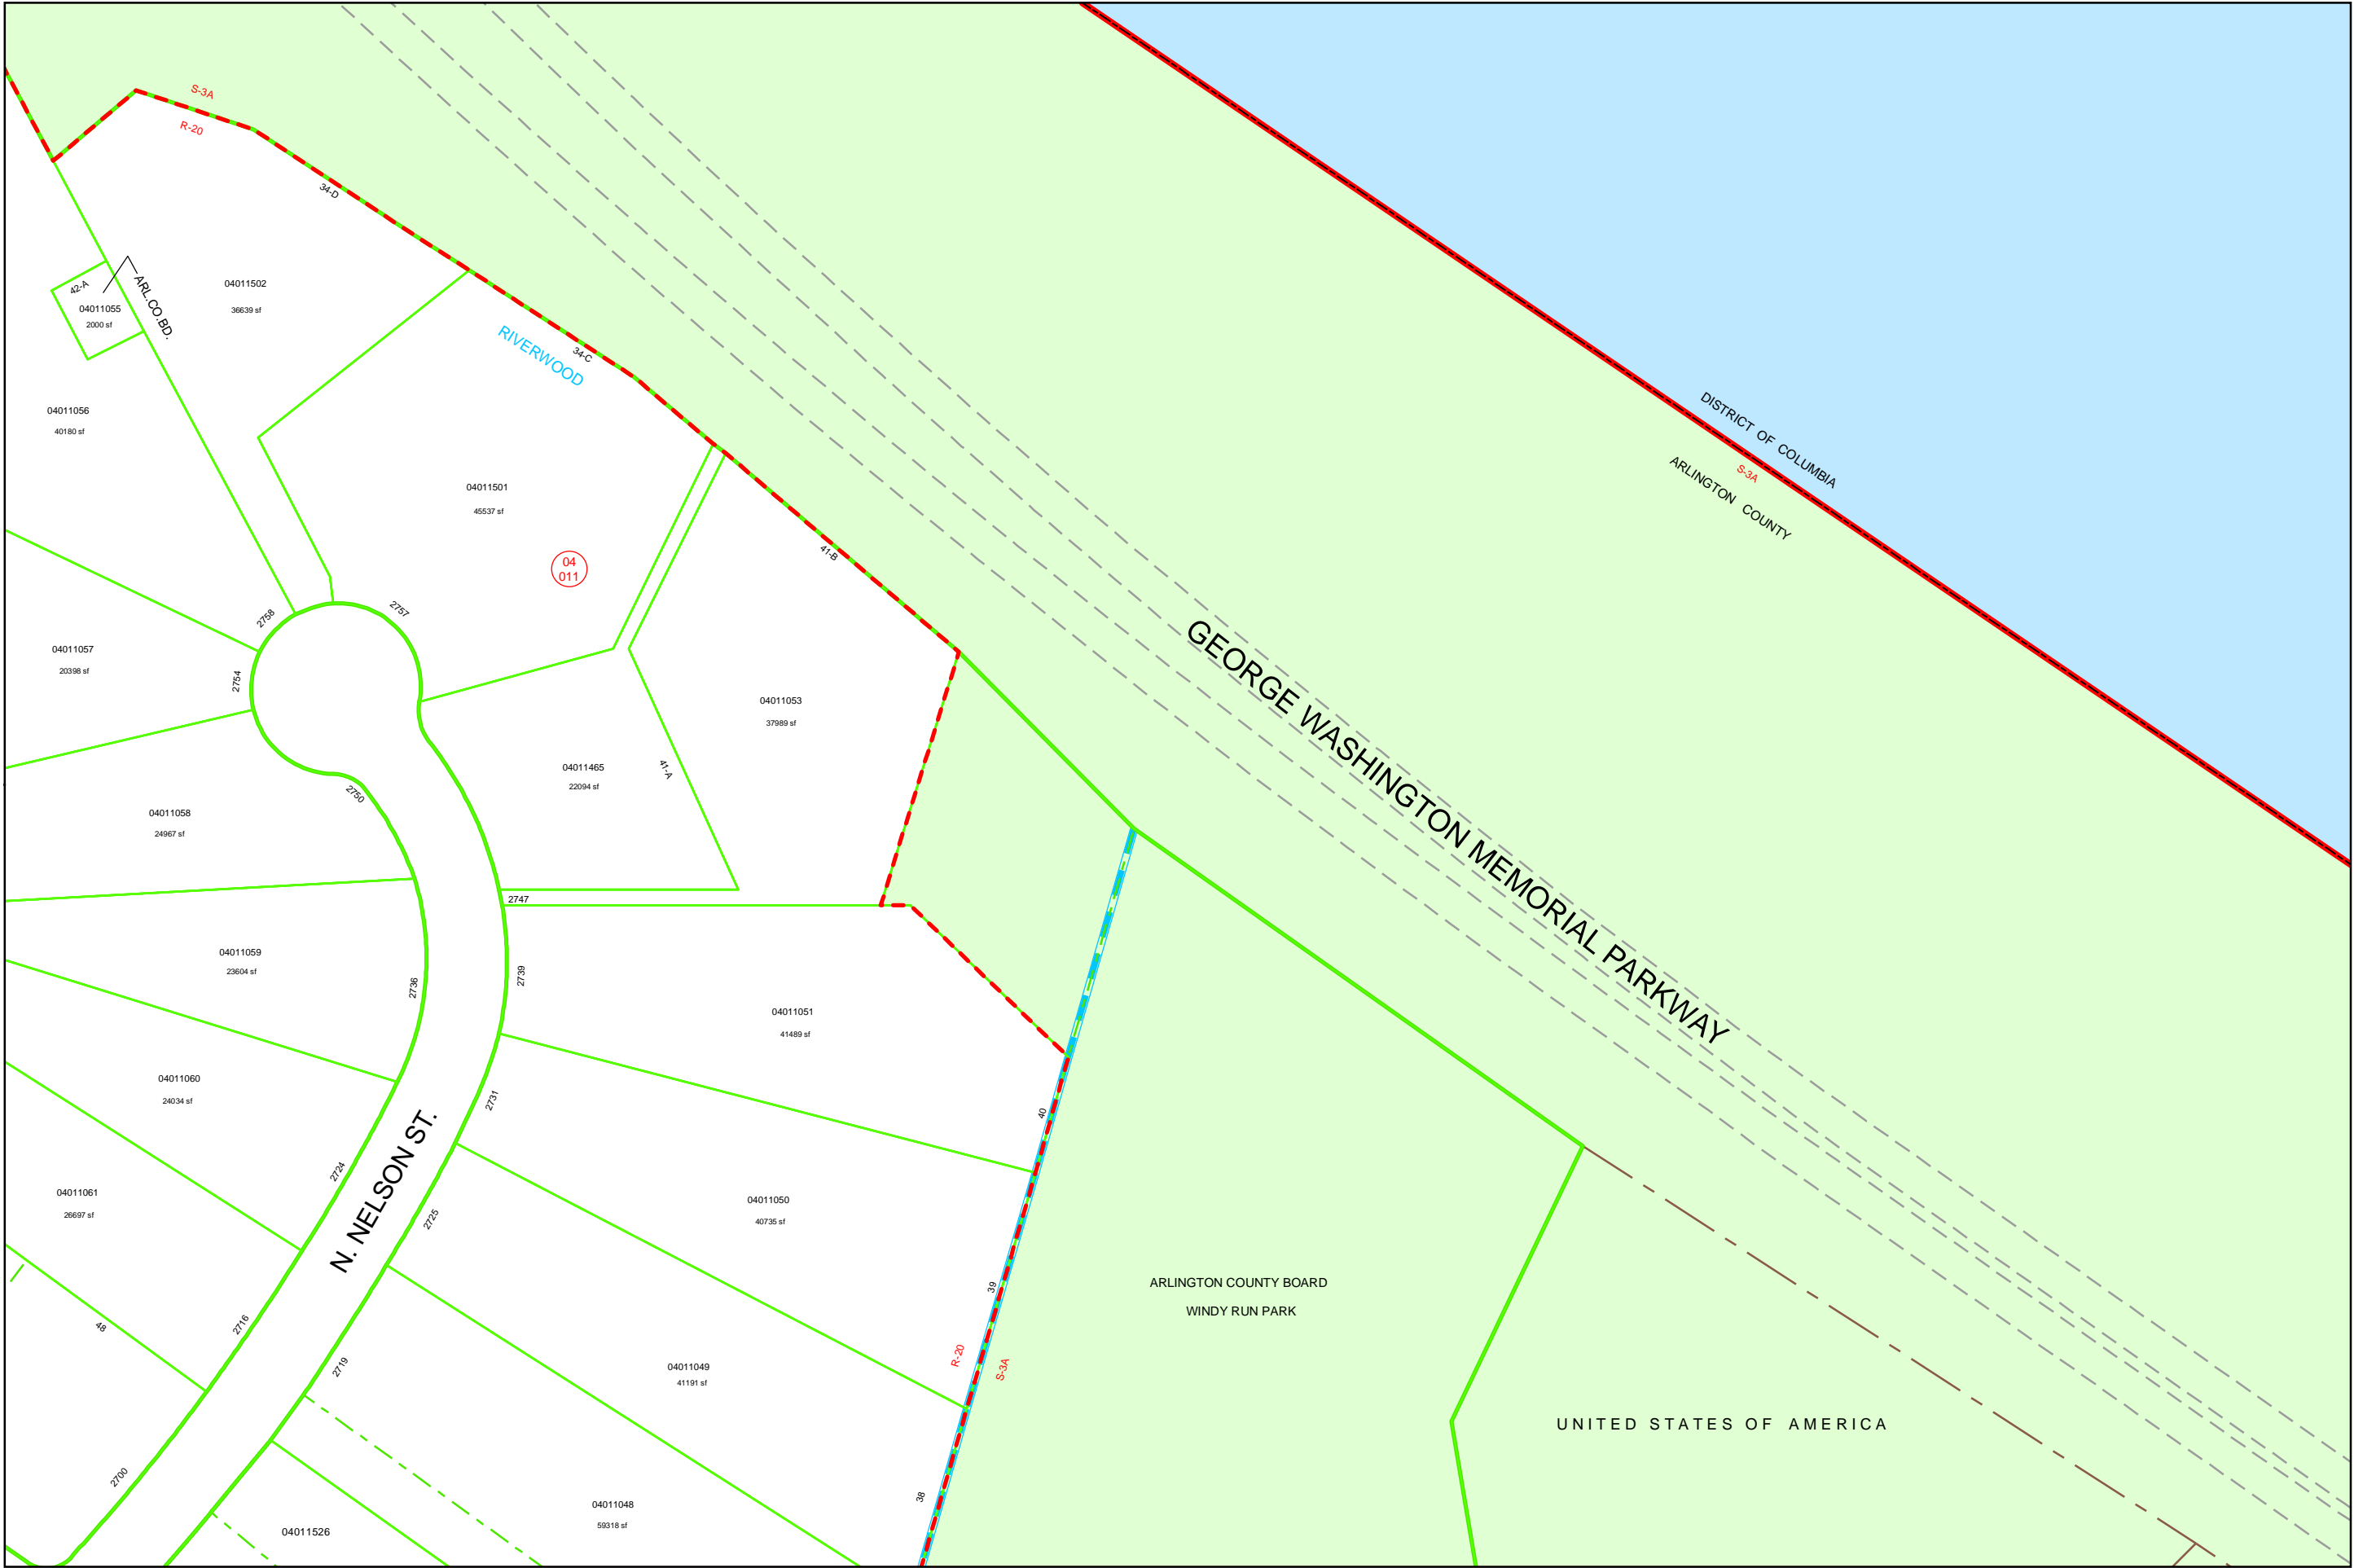 S-3A
R-20
34-D
42-A
04011055
2000 sf
ARL.CO.BD.
04011502
36639 sf
RIVERWOOD
34-C
04011056
40180 sf
DISTRICT OF COLUMBIA
S-3A
ARLINGTON COUNTY
04011501
45537 sf
04
011
41-B
2758
2757
04011057
20398 sf
2754
GEORGE WASHINGTON MEMORIAL PARKWAY
04011053
37989 sf
04011465
22094 sf
41-A
2750
04011058
24967 sf
2747
04011059
23604 sf
2736
2739
04011051
41489 sf
04011060
24034 sf
2731
40
N. NELSON ST.
2724
04011061
26697 sf
2725
04011050
40735 sf
39
ARLINGTON COUNTY BOARD
WINDY RUN PARK
48
2716
2719
04011049
41191 sf
R-20
S-3A
UNITED STATES OF AMERICA
2700
38
04011048
59318 sf
04011526